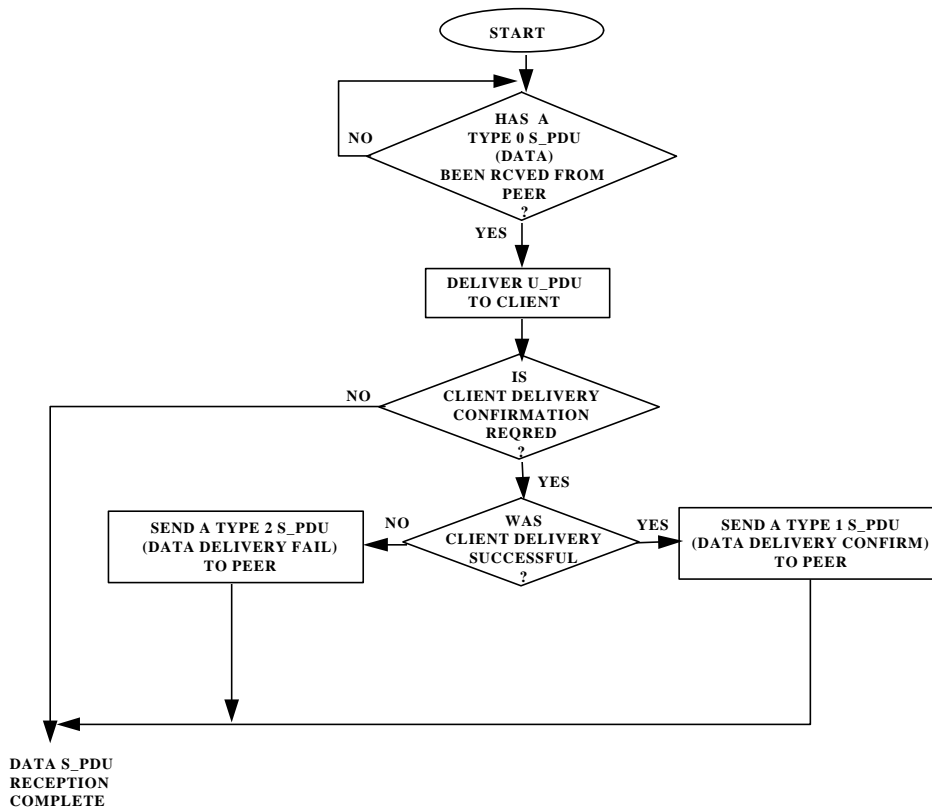 START
HAS A
TYPE 0 S_PDU
(DATA)
BEEN RCVED FROM
PEER
?
NO
YES
DELIVER U_PDU
TO CLIENT
IS
CLIENT DELIVERY
CONFIRMATION
REQRED
?
NO
YES
WAS
CLIENT DELIVERY
SUCCESSFUL
?
NO
YES
SEND A TYPE 2 S_PDU
(DATA DELIVERY FAIL)
TO PEER
SEND A TYPE 1 S_PDU
(DATA DELIVERY CONFIRM)
TO PEER
DATA S_PDU
RECEPTION
COMPLETE